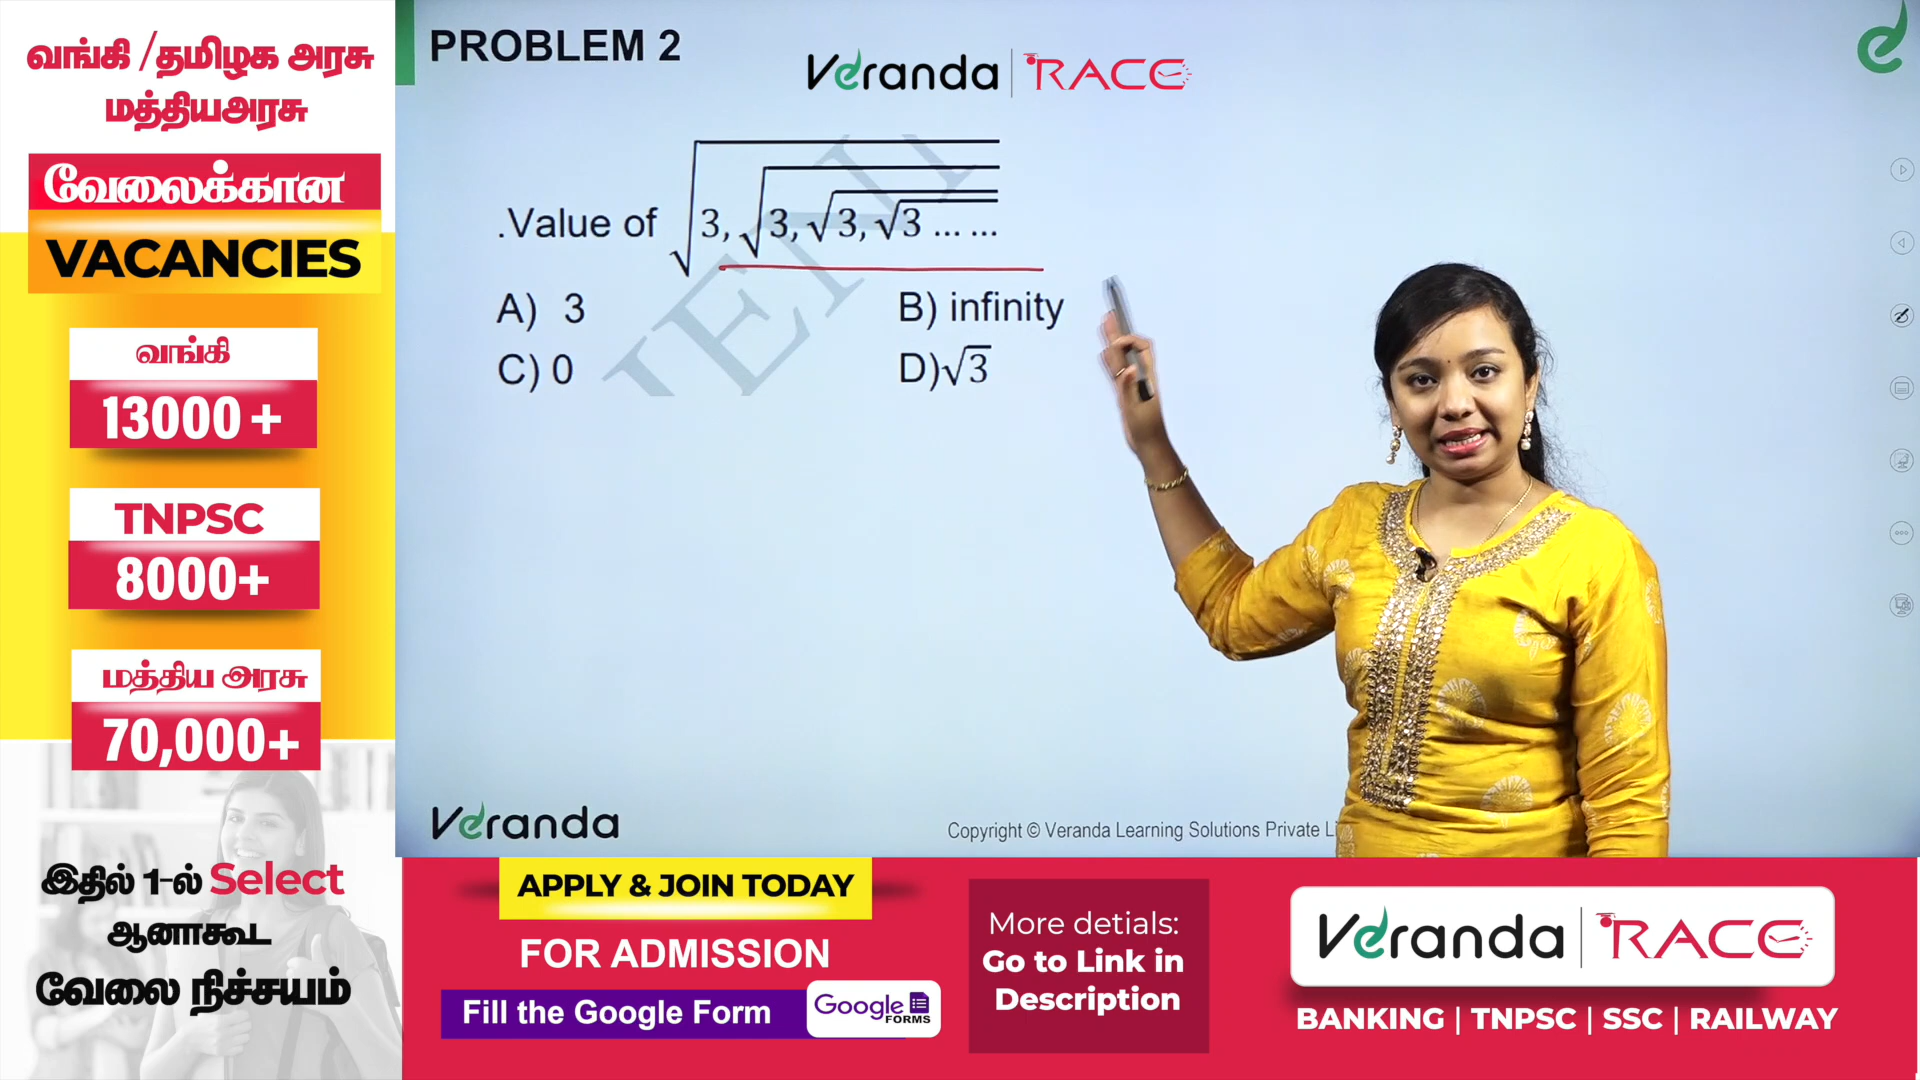 வங்கி /தமிழக அரசு
மத்தியஅரசு
வேலைக்கான
VACANCIES
வங்கி
13000 +
TNPSC
8000+
மத்திய அரசு
70,000+
இதில் 1-ல் Select
ஆனாகூட
வேலை நிச்சயம்
PROBLEM 2
Veranda | RACE
.Value of √3, √3, √3, √3 ... ...
A) 3
B) infinity
C) 0
D)√3
VENI
Veranda
Copyright © Veranda Learning Solutions Private Li
APPLY & JOIN TODAY
FOR ADMISSION
Fill the Google Form
Google
FORMS
More detials:
Go to Link in
Description
Veranda | RACE
BANKING | TNPSC | SSC | RAILWAY